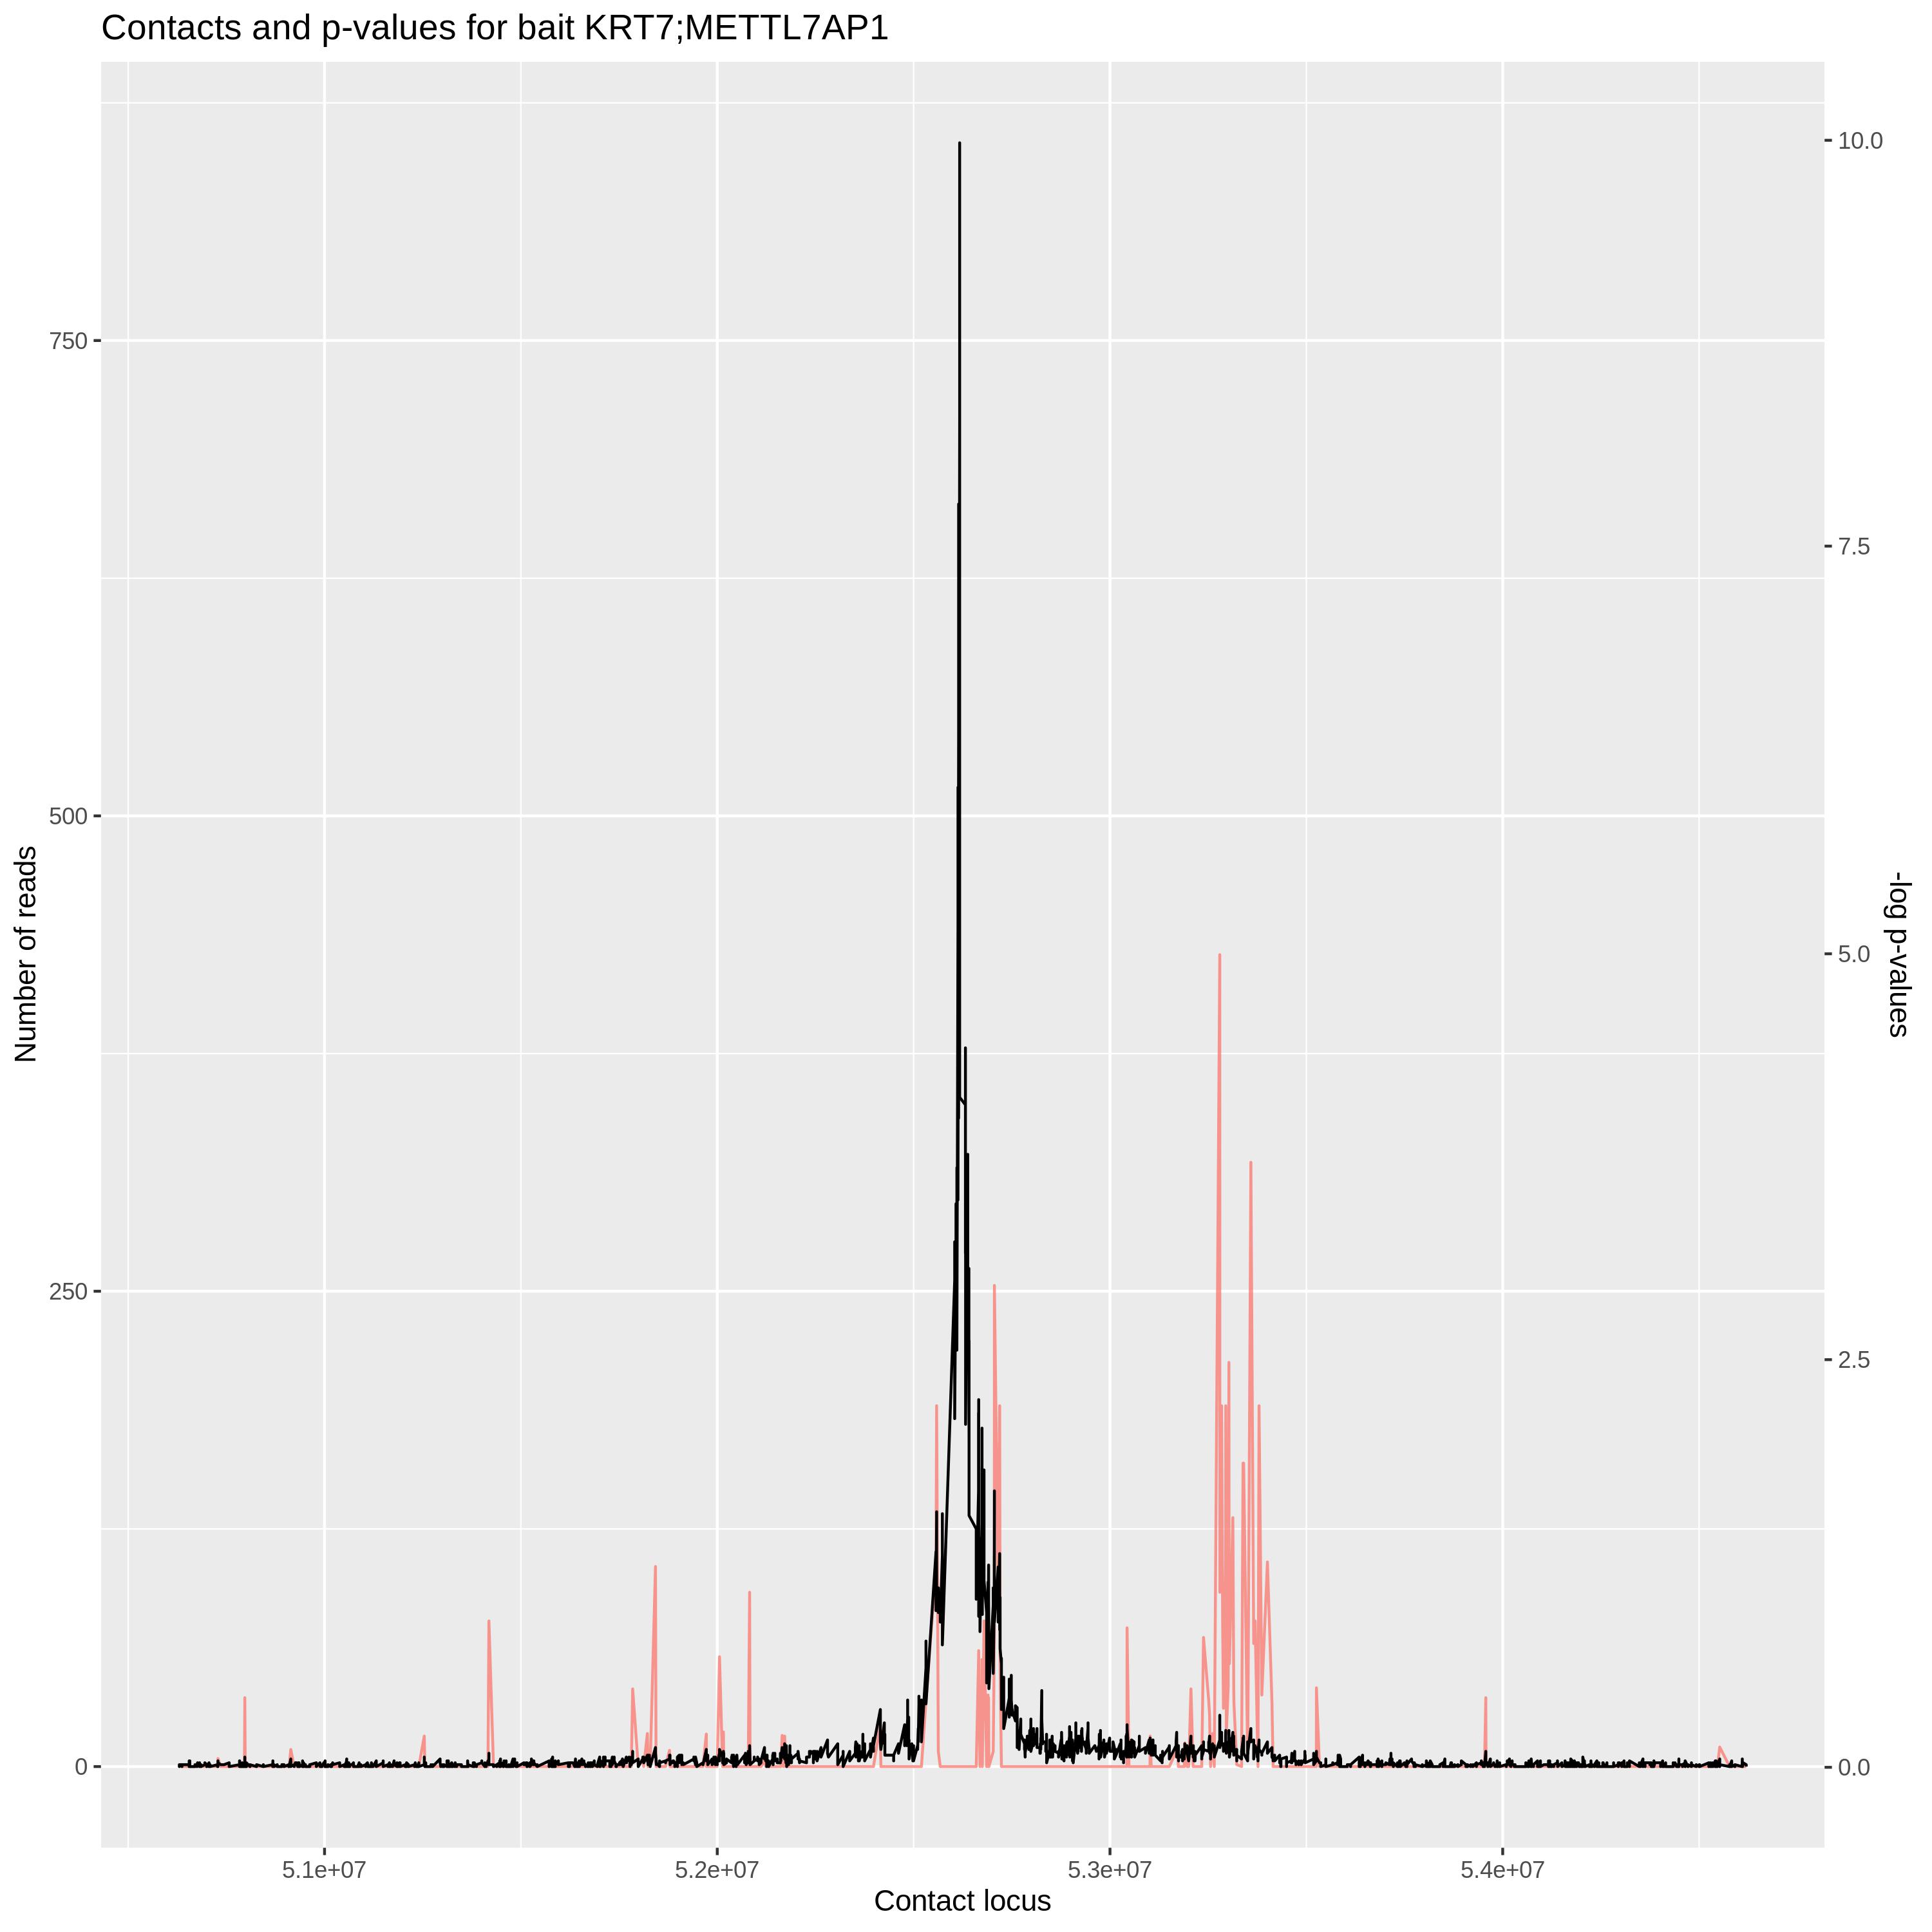 Contacts and p-values for bait KRT7;METTL7AP1
Number of reads
750
500
250
0
10.0
7.5
5.0
2.5
0.0
-log p-values
5.1e+07
5.2e+07
5.3e+07
5.4e+07
Contact locus